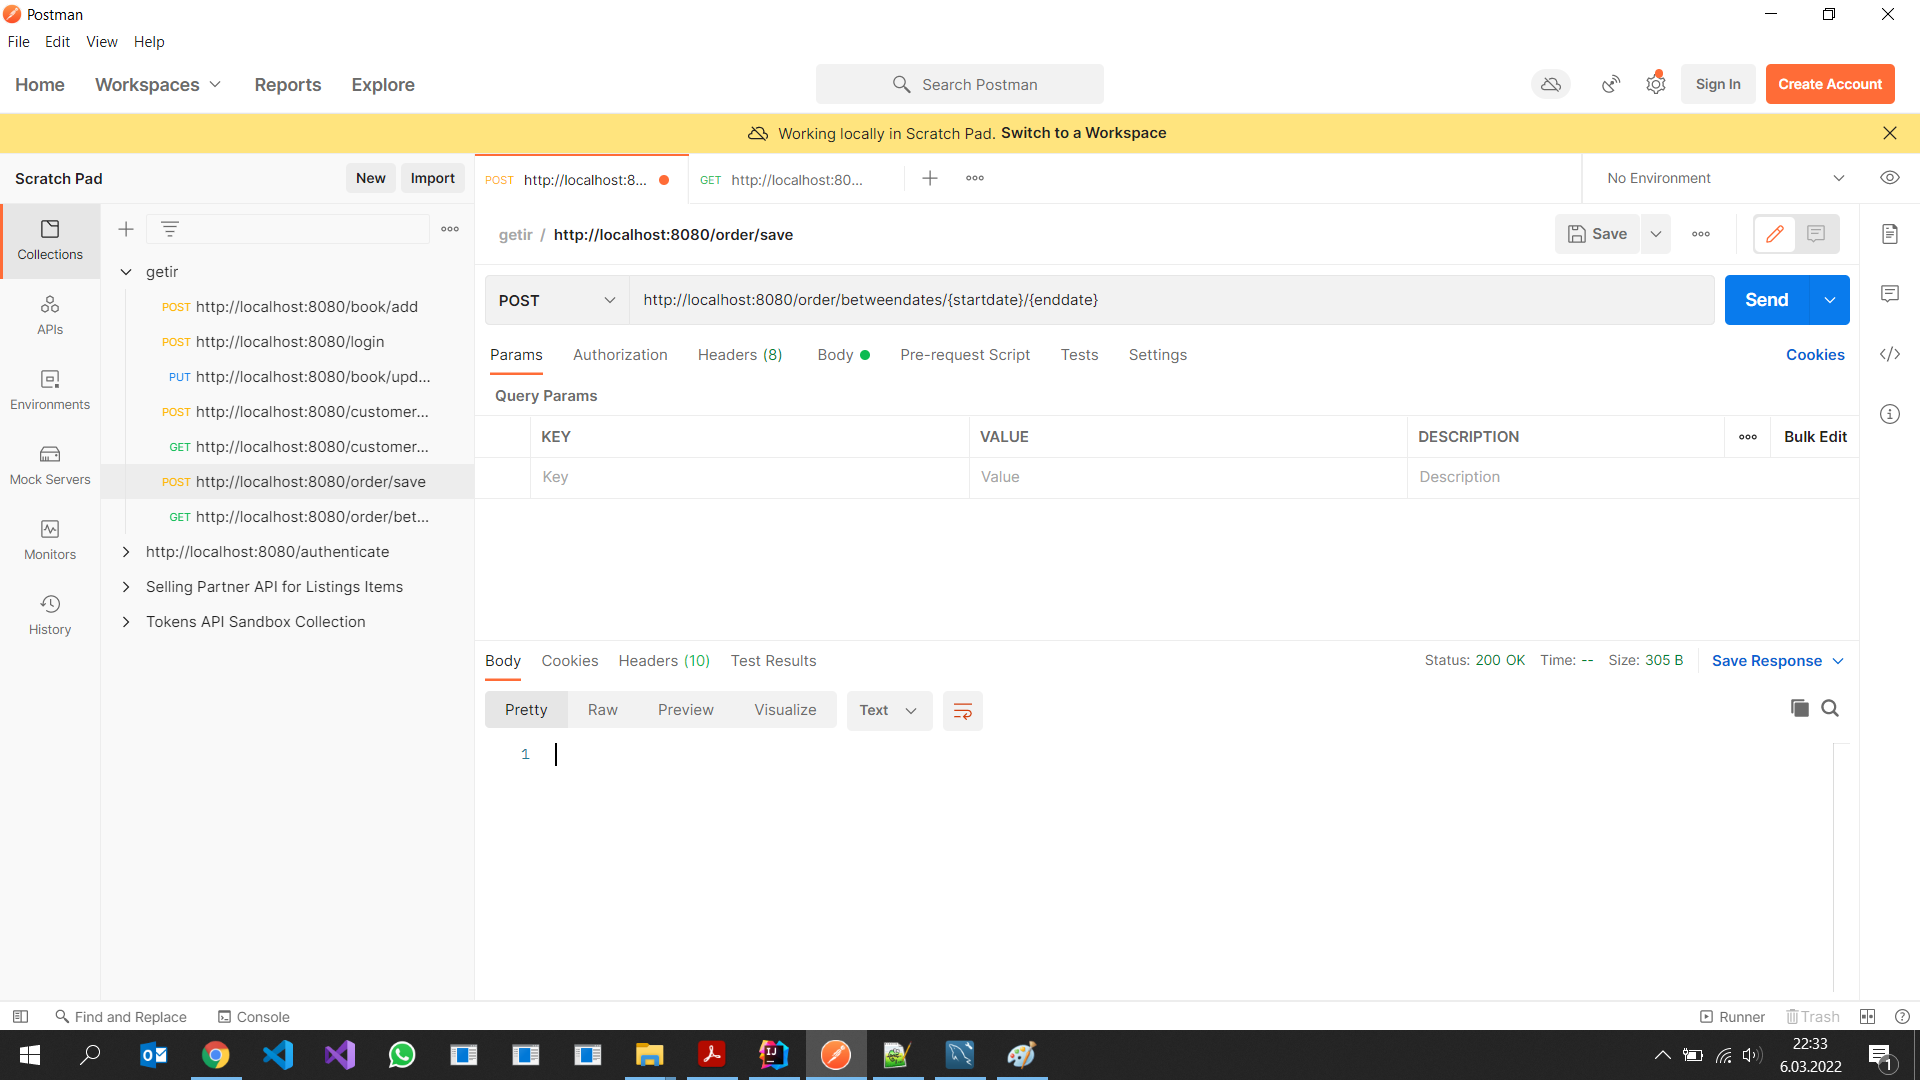 Postman
File Edit View Help
Home Workspaces Reports Explore
Search Postman
Sign In Create Account
Working locally in Scratch Pad. Switch to a Workspace
Scratch Pad New Import
POST http://localhost:8... GET http://localhost:80...
No Environment
Collections
APIs
Environments
Mock Servers
Monitors
History
getir
POST http://localhost:8080/book/add
POST http://localhost:8080/login
PUT http://localhost:8080/book/upd...
POST http://localhost:8080/customer...
GET http://localhost:8080/customer...
POST http://localhost:8080/order/save
GET http://localhost:8080/order/bet...
http://localhost:8080/authenticate
Selling Partner API for Listings Items
Tokens API Sandbox Collection
getir / http://localhost:8080/order/save
Save
POST http://localhost:8080/order/betweendates/{startdate}/{enddate}
Send
Params Authorization Headers (8) Body Pre-request Script Tests Settings Cookies
Query Params
KEY VALUE DESCRIPTION Bulk Edit
Key Value Description
Body Cookies Headers (10) Test Results Status: 200 OK Time: -- Size: 305 B Save Response
Pretty Raw Preview Visualize Text
1
Find and Replace Console
Runner Trash
22:33
6.03.2022
1